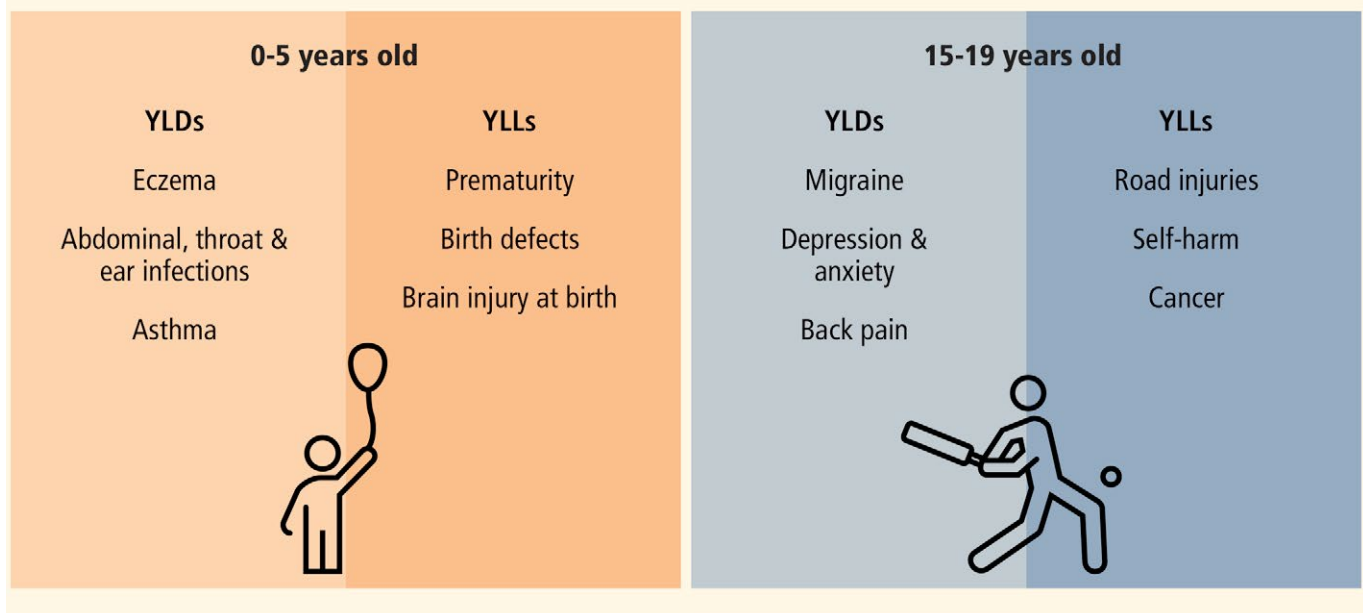 0-5 years old
YLDs
Eczema
Abdominal, throat &
ear infections
Asthma
YLLs
Prematurity
Birth defects
Brain injury at birth
15-19 years old
YLDs
Migraine
Depression &
anxiety
Back pain
YLLs
Road injuries
Self-harm
Cancer